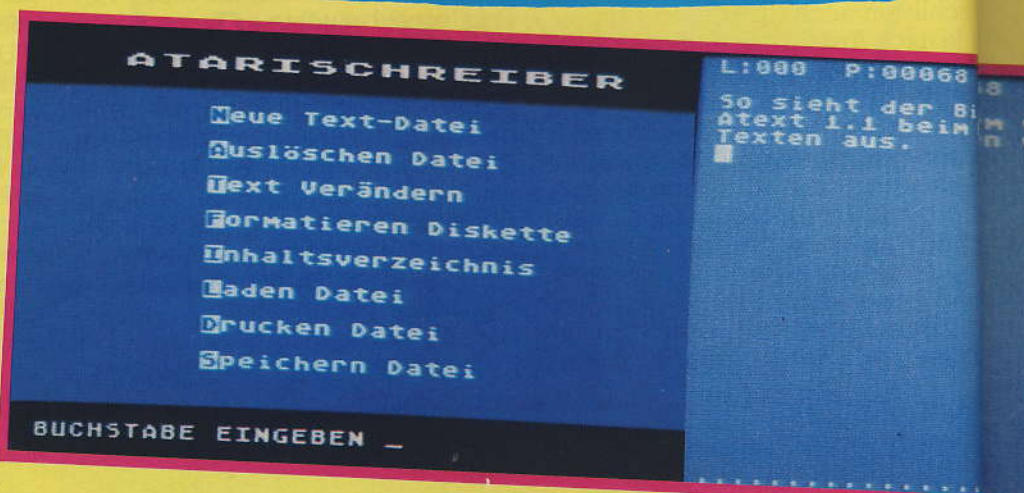 ATARISCHREIBER
Neue Text-Datei
Auslöschen Datei
Text Verändern
Formatieren Diskette
Inhaltsverzeichnis
Laden Datei
Drucken Datei
Speichern Datei
BUCHSTABE EINGEBEN _
L:000 P:00068
So sieht der Bi
Atext 1.1 beim
Texten aus.